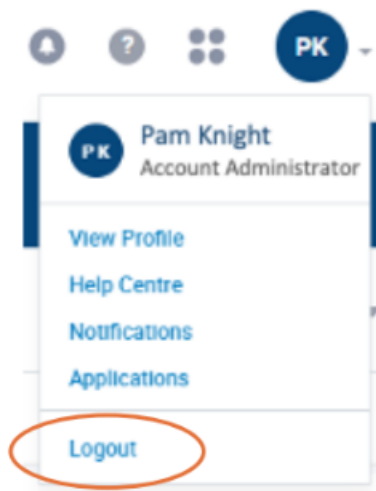 ?
PK
PK
Pam Knight
Account Administrator
View Profile
Help Centre
Notifications
Applications
Logout